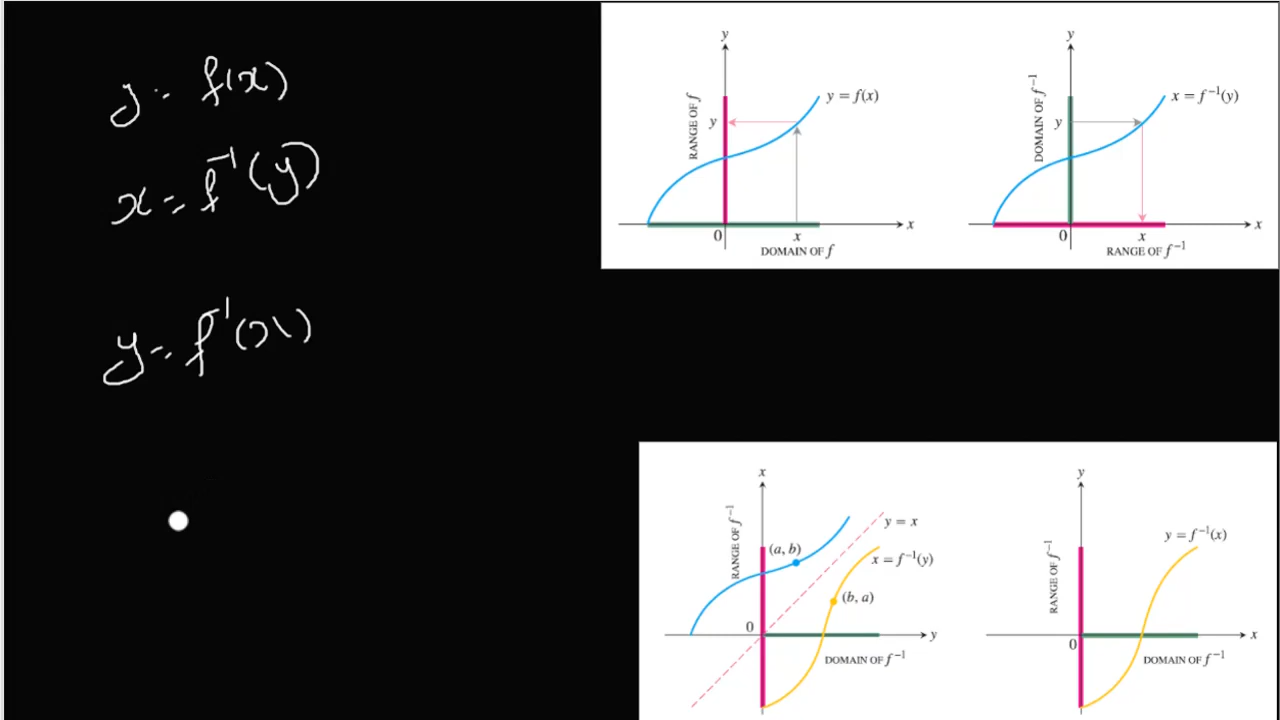 y = f(x)
x = f⁻¹(y)
y = f⁻¹(x)
y
RANGE OF f
y
y = f(x)
0
x
x
DOMAIN OF f
y
DOMAIN OF f⁻¹
y
x = f⁻¹(y)
0
x
x
RANGE OF f⁻¹
x
RANGE OF f⁻¹
y = x
(a, b)
x = f⁻¹(y)
(b, a)
0
y
DOMAIN OF f⁻¹
y
RANGE OF f⁻¹
y = f⁻¹(x)
0
x
DOMAIN OF f⁻¹